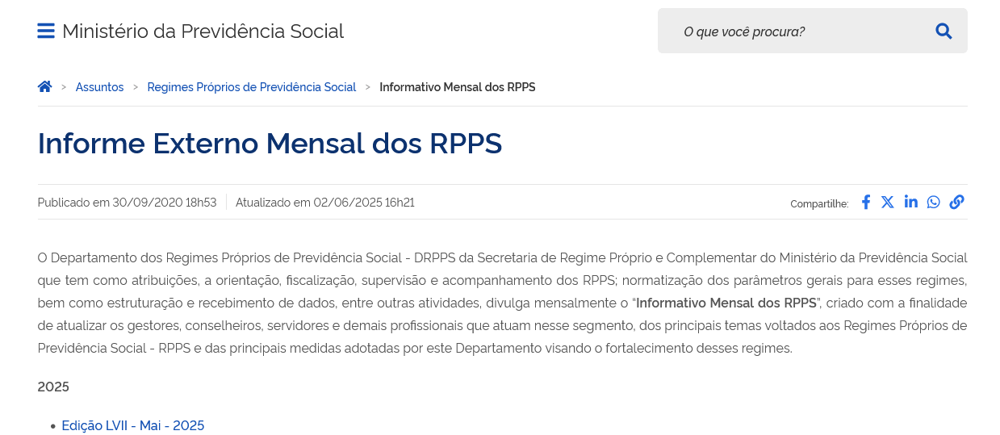 Ministério da Previdência Social
O que você procura?
> Assuntos > Regimes Próprios de Previdência Social > Informativo Mensal dos RPPS
Informe Externo Mensal dos RPPS
Publicado em 30/09/2020 18h53 Atualizado em 02/06/2025 16h21 Compartilhe:
O Departamento dos Regimes Próprios de Previdência Social - DRPPS da Secretaria de Regime Próprio e Complementar do Ministério da Previdência Social
que tem como atribuições, a orientação, fiscalização, supervisão e acompanhamento dos RPPS; normatização dos parâmetros gerais para esses regimes,
bem como estruturação e recebimento de dados, entre outras atividades, divulga mensalmente o “Informativo Mensal dos RPPS”, criado com a finalidade
de atualizar os gestores, conselheiros, servidores e demais profissionais que atuam nesse segmento, dos principais temas voltados aos Regimes Próprios de
Previdência Social - RPPS e das principais medidas adotadas por este Departamento visando o fortalecimento desses regimes.
2025
• Edição LVII - Mai - 2025